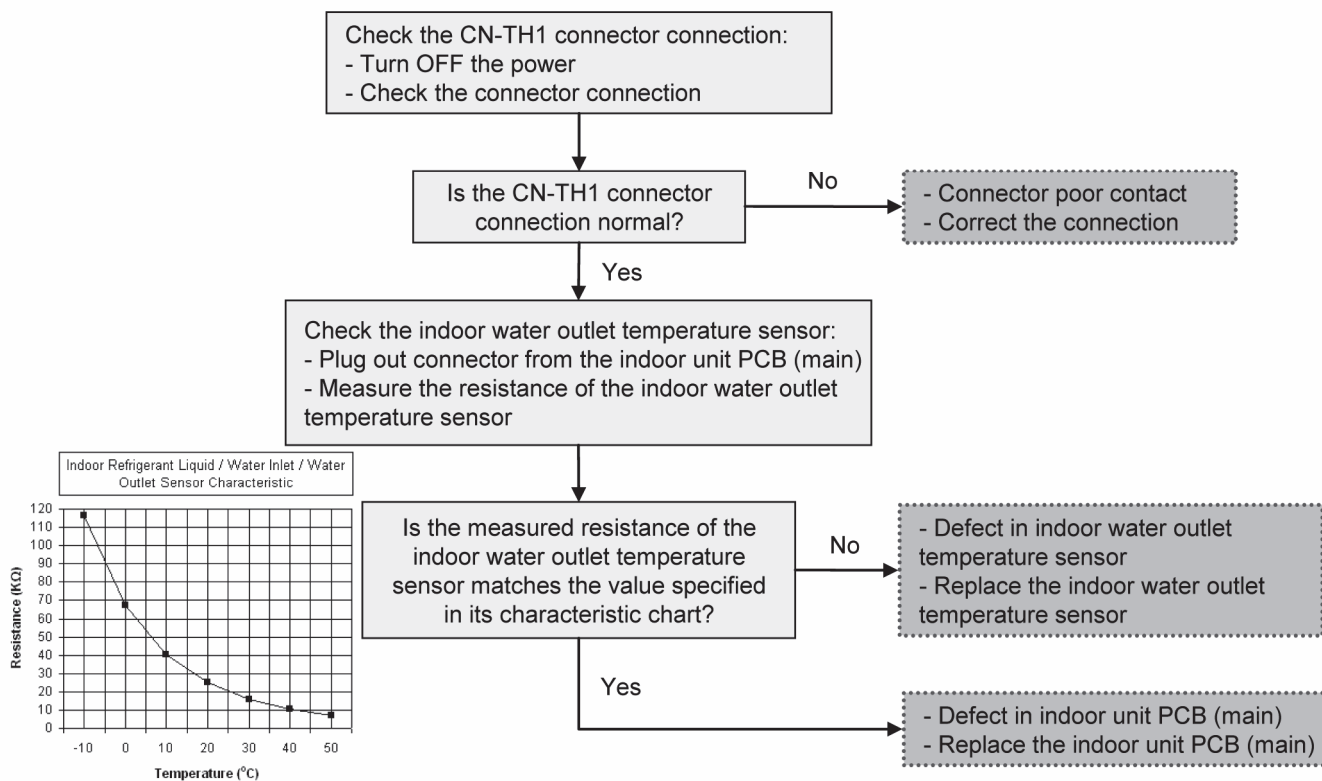 Check the CN-TH1 connector connection:
- Turn OFF the power
- Check the connector connection
Is the CN-TH1 connector
connection normal?
No
- Connector poor contact
- Correct the connection
Yes
Check the indoor water outlet temperature sensor:
- Plug out connector from the indoor unit PCB (main)
- Measure the resistance of the indoor water outlet
temperature sensor
Indoor Refrigerant Liquid / Water Inlet / Water
Outlet Sensor Characteristic
120
110
100
90
80
70
60
50
40
30
20
10
0
Resistance (KΩ)
-10 0 10 20 30 40 50
Temperature (°C)
Is the measured resistance of the
indoor water outlet temperature
sensor matches the value specified
in its characteristic chart?
No
- Defect in indoor water outlet
temperature sensor
- Replace the indoor water outlet
temperature sensor
Yes
- Defect in indoor unit PCB (main)
- Replace the indoor unit PCB (main)